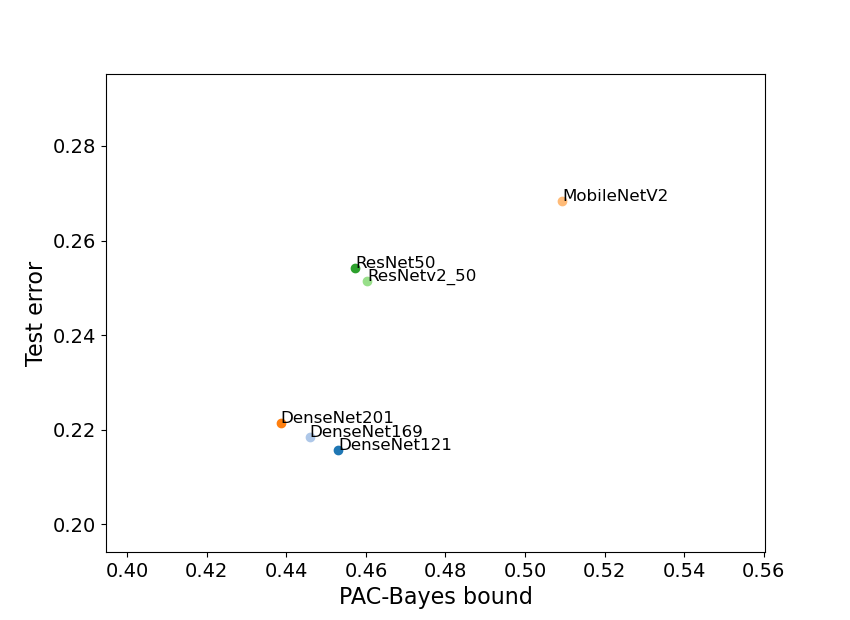 0.28
MobileNetV2
0.26
ResNet50
ResNetv2_50
Test error
0.24
DenseNet201
0.22
DenseNet169
DenseNet121
0.20
0.40 0.42 0.44 0.46 0.48 0.50 0.52 0.54 0.56
PAC-Bayes bound